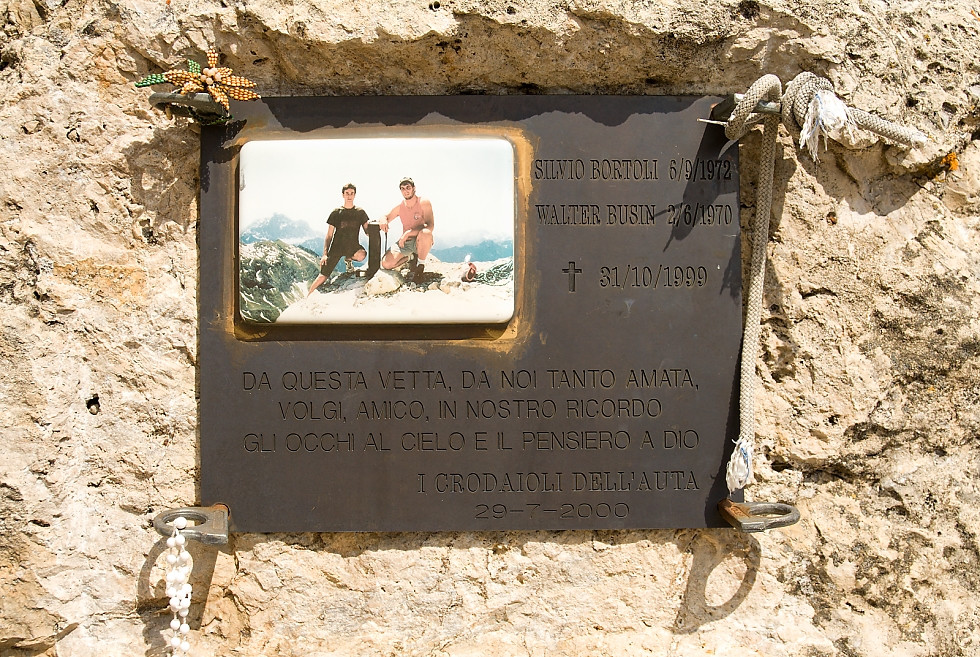 SILVIO BORTOLI 6/9/1972
WALTER BUSIN 2/6/1970
✝ 31/10/1999
DA QUESTA VETTA, DA NOI TANTO AMATA,
VOLGI, AMICO, IN NOSTRO RICORDO
GLI OCCHI AL CIELO E IL PENSIERO A DIO
I CRODAIOLI DELL'AUTA
29-7-2000